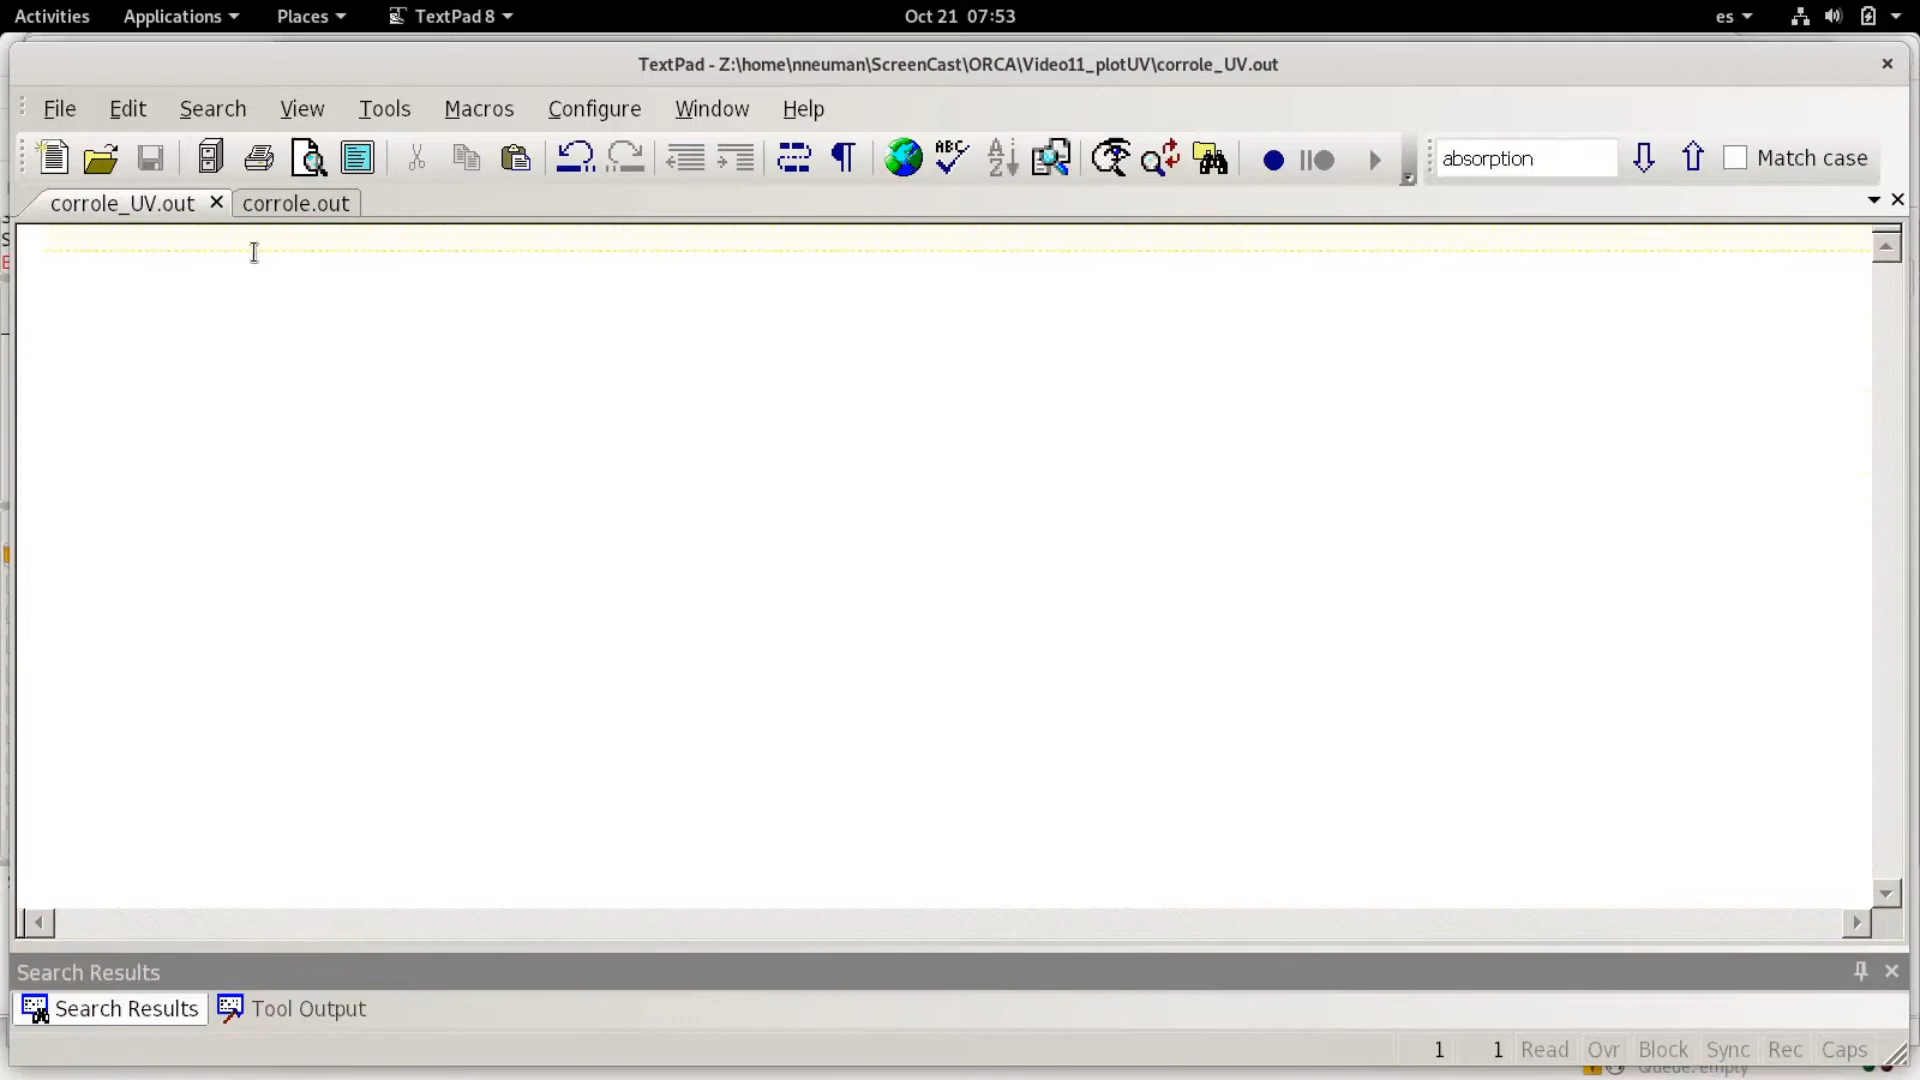 Activities Applications Places TextPad 8 Oct 21 07:53 es
TextPad - Z:\home\nneuman\ScreenCast\ORCA\Video11_plotUV\corrole_UV.out
File Edit Search View Tools Macros Configure Window Help
absorption Match case
corrole_UV.out corrole.out
Search Results
Search Results Tool Output
1 1 Read Ovr Block Sync Rec Caps
Queue: empty